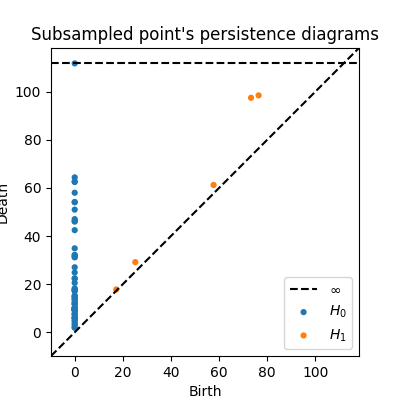 Subsampled point's persistence diagrams
100
80
60
40
20
0
Death
0 20 40 60 80 100
Birth
∞
H₀
H₁